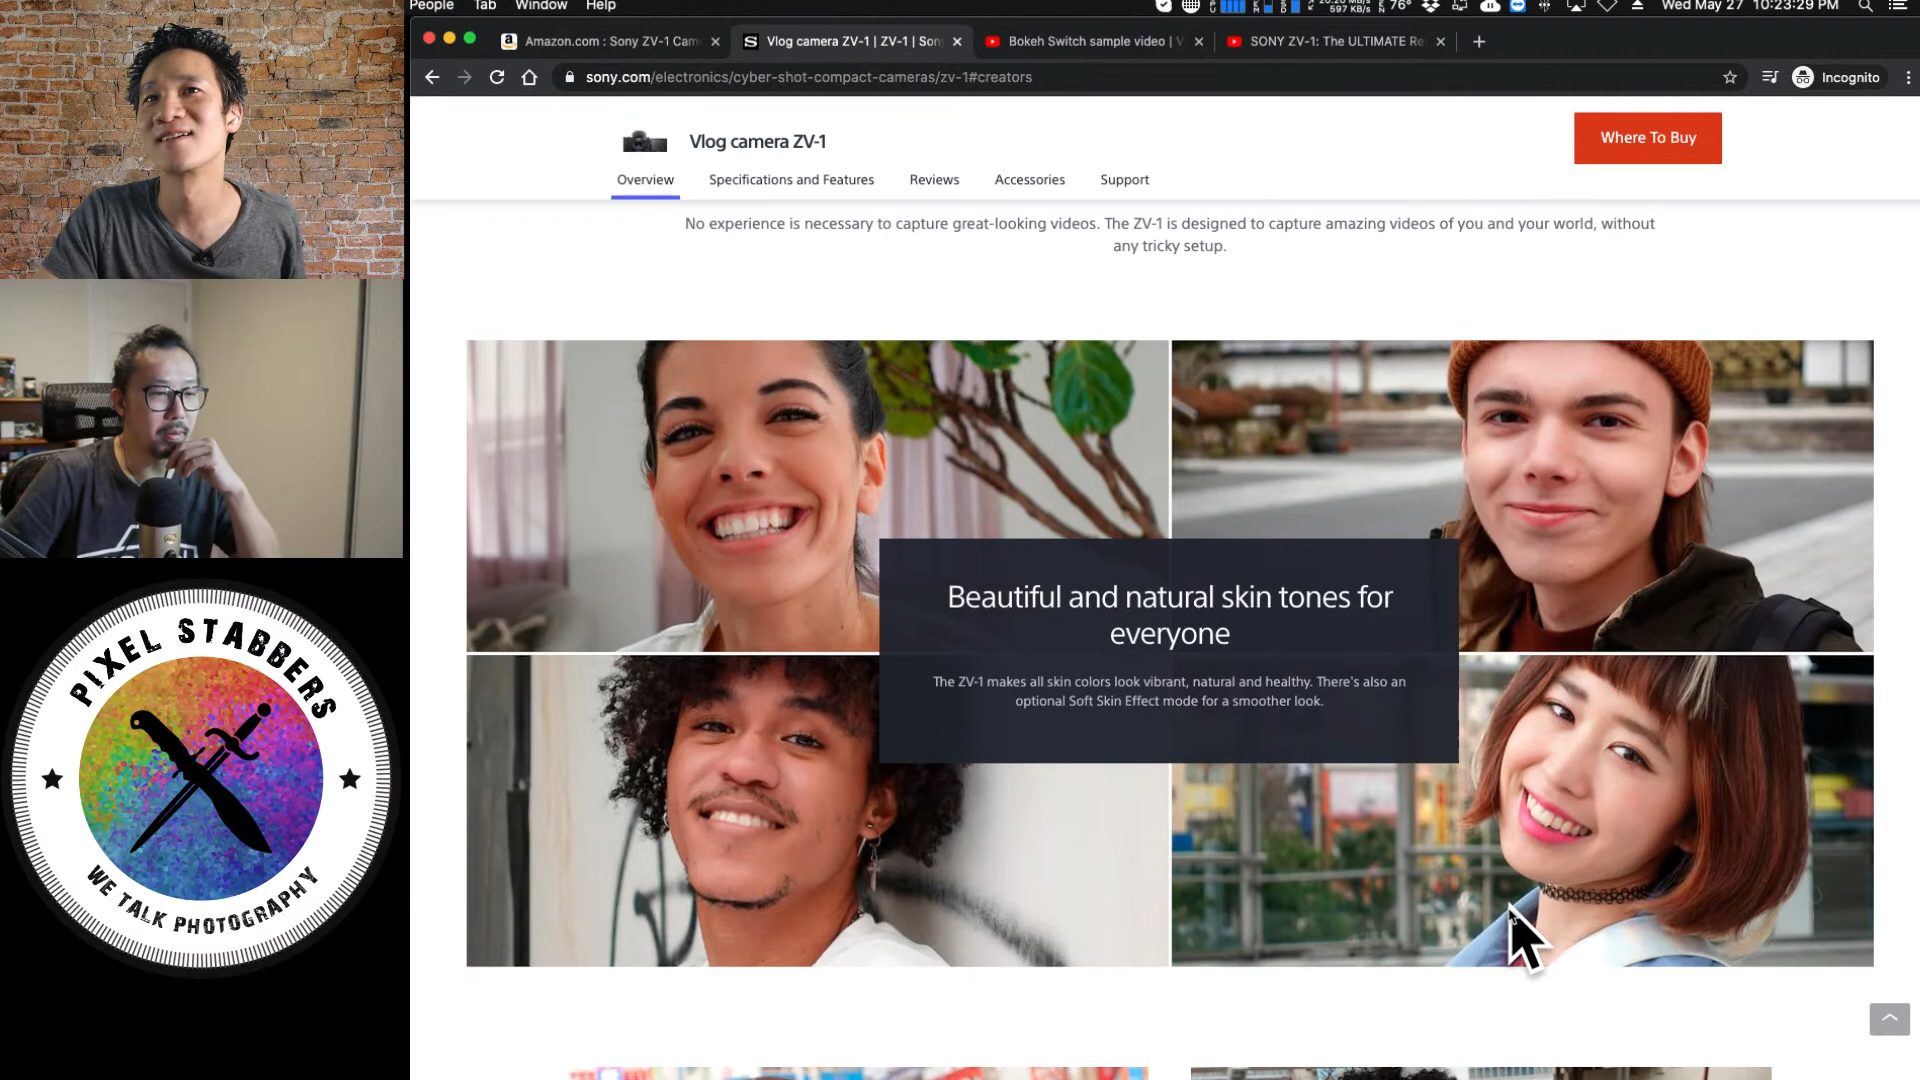 People Tab Window Help
597 KB/s 76° Wed May 27 10:23:29 PM
Amazon.com : Sony ZV-1 Cam
Vlog camera ZV-1 | ZV-1 | Son
Bokeh Switch sample video | V
SONY ZV-1: The ULTIMATE Re
sony.com/electronics/cyber-shot-compact-cameras/zv-1#creators
Incognito
Vlog camera ZV-1
Where To Buy
Overview Specifications and Features Reviews Accessories Support
No experience is necessary to capture great-looking videos. The ZV-1 is designed to capture amazing videos of you and your world, without
any tricky setup.
Beautiful and natural skin tones for
everyone
The ZV-1 makes all skin colors look vibrant, natural and healthy. There's also an
optional Soft Skin Effect mode for a smoother look.
PIXEL STABBERS
WE TALK PHOTOGRAPHY